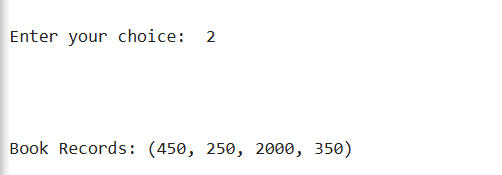 Enter your choice:  2
Book Records: (450, 250, 2000, 350)